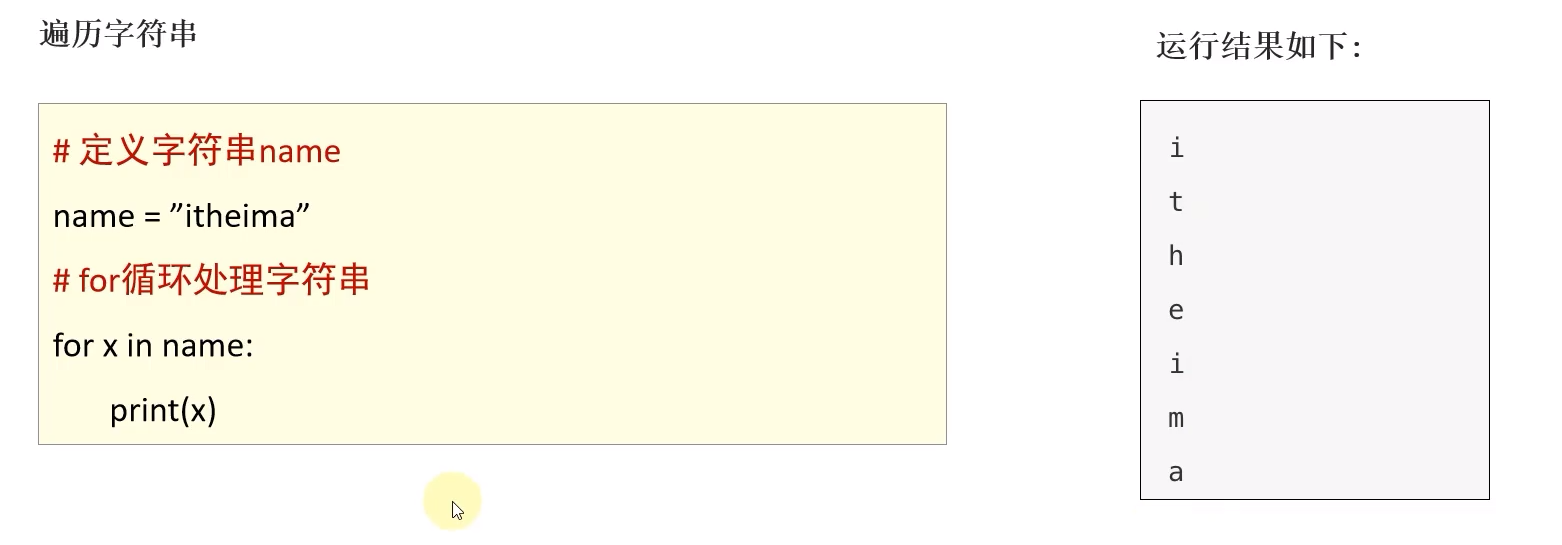 遍历字符串
# 定义字符串name
name = ”itheima”
# for循环处理字符串
for x in name:
print(x)
运行结果如下:
i
t
h
e
i
m
a